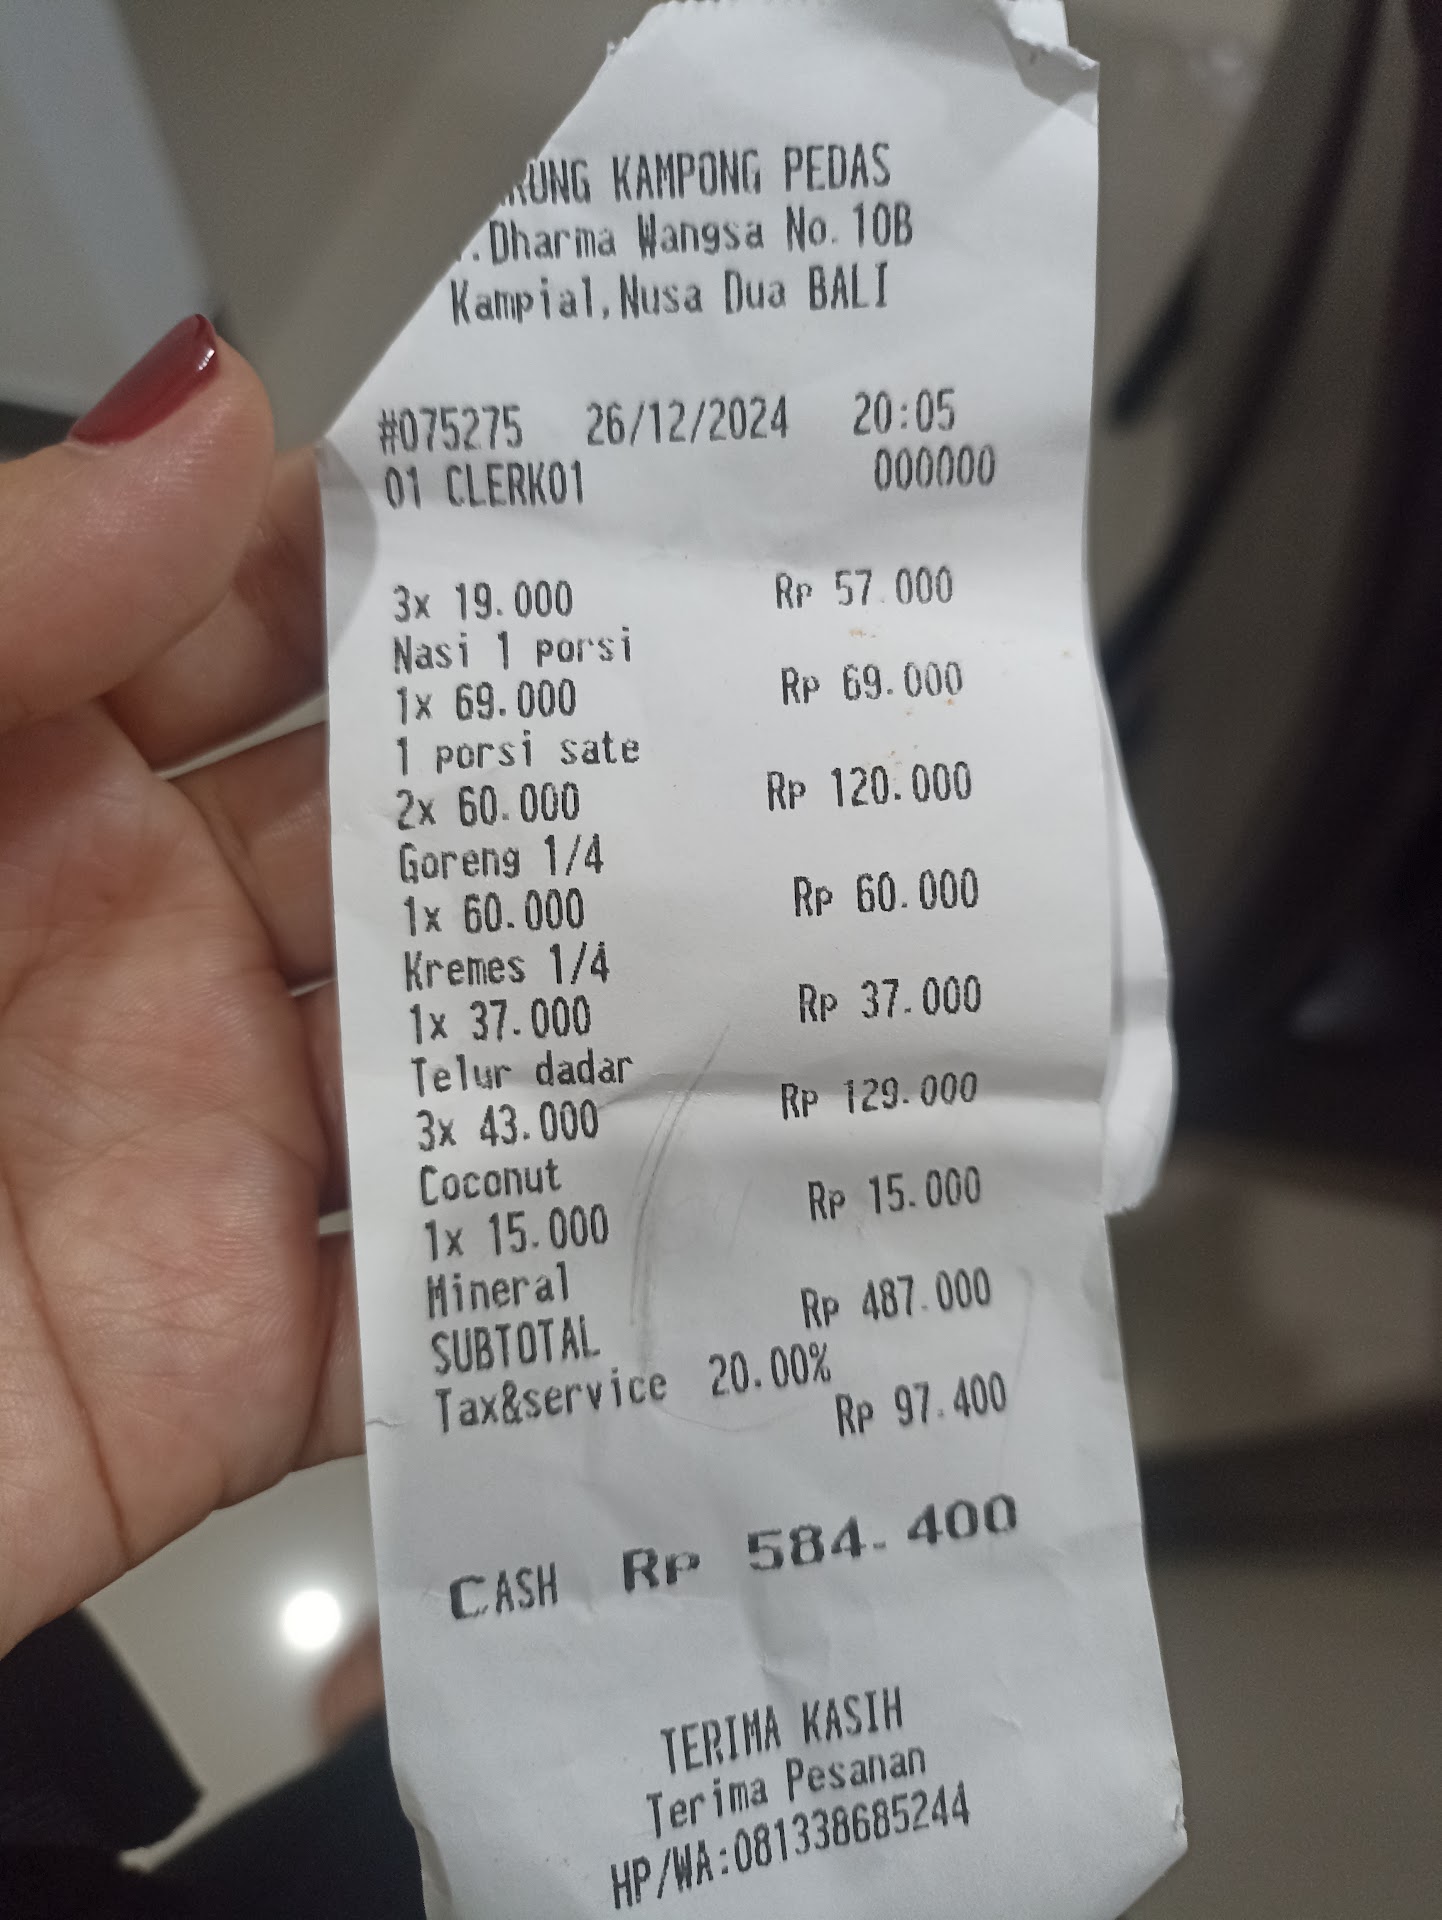 KAMPONG PEDAS
Dharma Wangsa No. 10B
Kampial, Nusa Dua BALI
#075275 26/12/2024 20:05
01 CLERK01 000000
3x 19.000 Rp 57.000
Nasi 1 porsi
1x 69.000 Rp 69.000
1 porsi sate
2x 60.000 Rp 120.000
Goreng 1/4
1x 60.000 Rp 60.000
Kremes 1/4
1x 37.000 Rp 37.000
Telur dadar
3x 43.000 Rp 129.000
Coconut
1x 15.000 Rp 15.000
Mineral
SUBTOTAL Rp 487.000
Tax&service 20.00%
Rp 97.400
CASH Rp 584.400
TERIMA KASIH
Terima Pesanan
HP/WA:081338685244